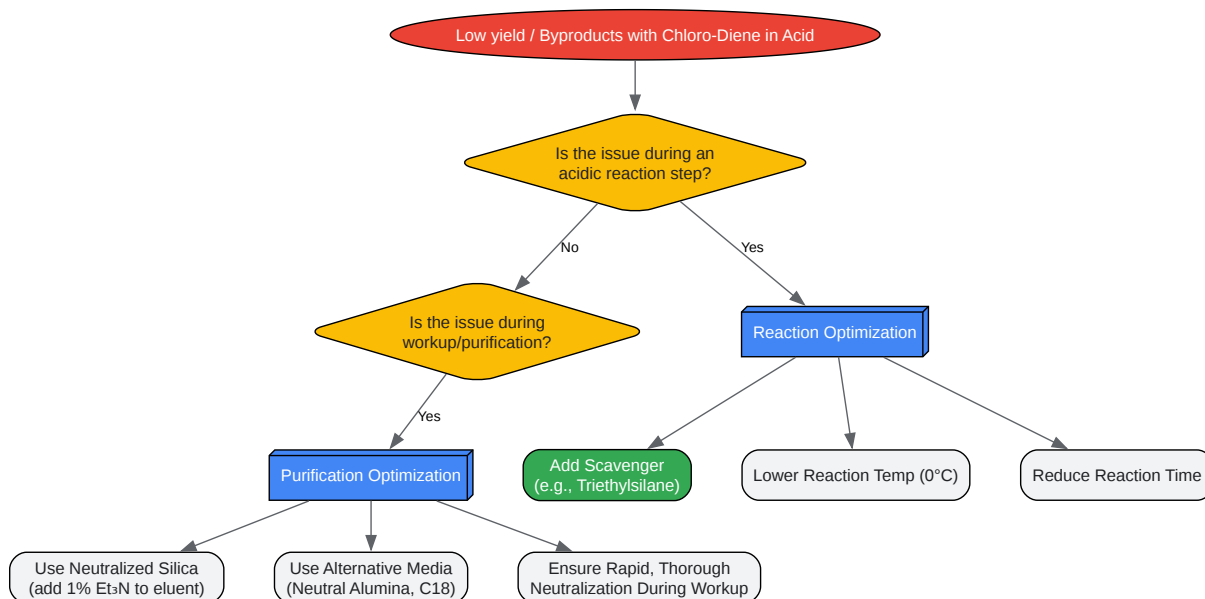 Low yield / Byproducts with Chloro-Diene in Acid
Is the issue during an
acidic reaction step?
No
Yes
Is the issue during
workup/purification?
Reaction Optimization
Yes
Purification Optimization
Add Scavenger
(e.g., Triethylsilane)
Lower Reaction Temp (0°C)
Reduce Reaction Time
Use Neutralized Silica
(add 1% Et₃N to eluent)
Use Alternative Media
(Neutral Alumina, C18)
Ensure Rapid, Thorough
Neutralization During Workup